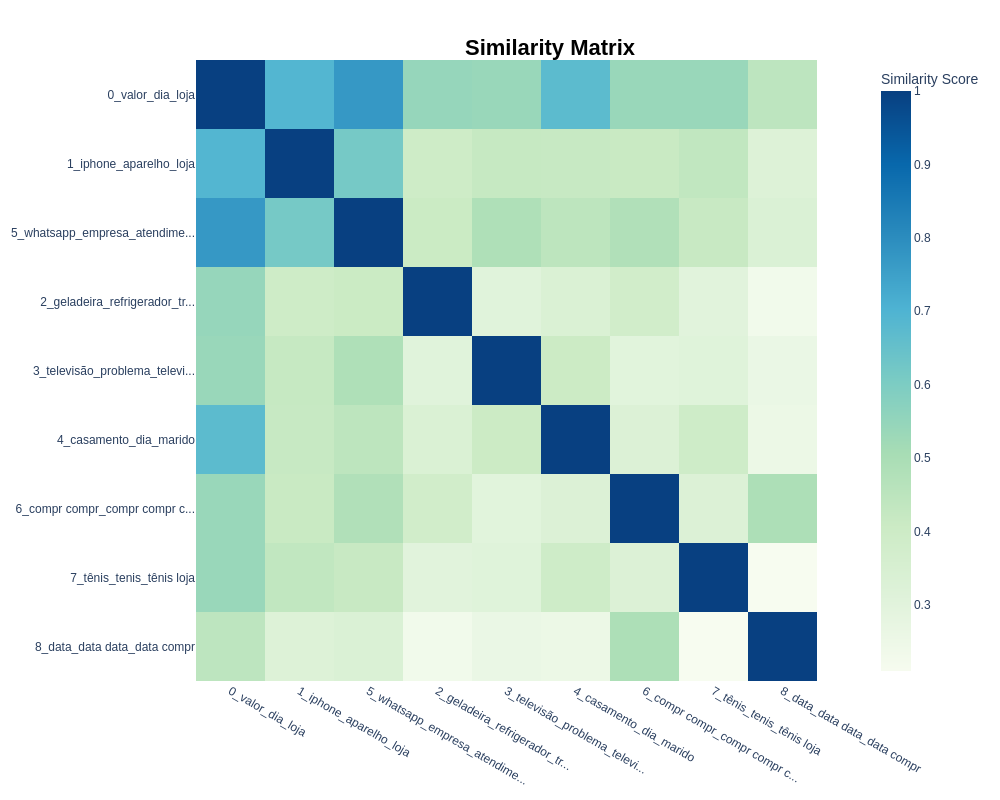 Similarity Matrix
Similarity Score
0_valor_dia_loja
1_iphone_aparelho_loja
5_whatsapp_empresa_atendime...
2_geladeira_refrigerador_tr...
3_televisão_problema_televi...
4_casamento_dia_marido
6_compr compr_compr compr c...
7_tênis_tenis_tênis loja
8_data_data data_data compr
1
0.9
0.8
0.7
0.6
0.5
0.4
0.3
0_valor_dia_loja
1_iphone_aparelho_loja
5_whatsapp_empresa_atendime...
2_geladeira_refrigerador_tr...
3_televisão_problema_televi...
4_casamento_dia_marido
6_compr compr_compr compr c...
7_tênis_tenis_tênis loja
8_data_data data_data compr